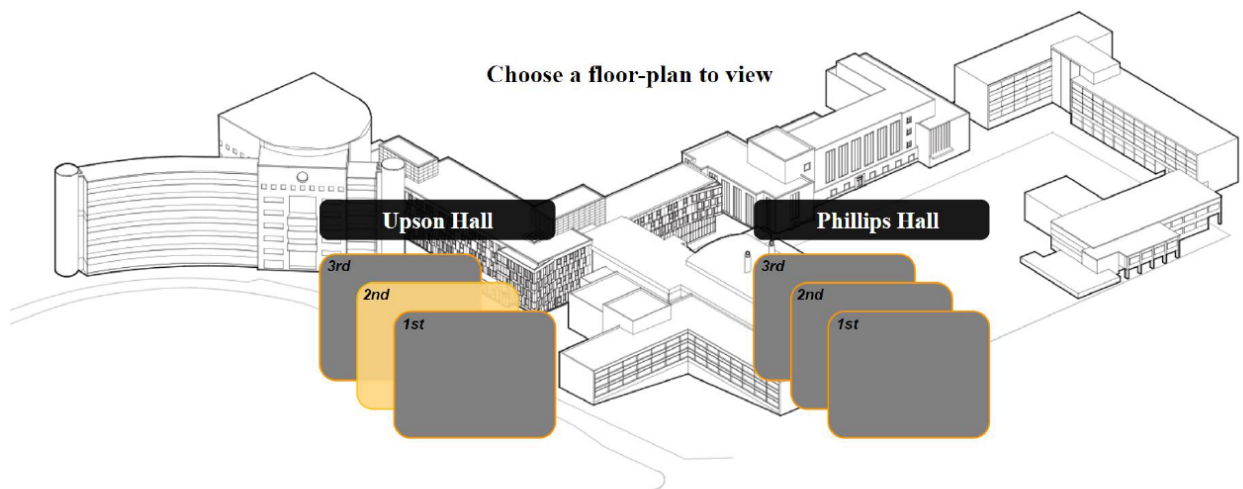 Choose a floor-plan to view
Upson Hall
3rd
2nd
1st
Phillips Hall
3rd
2nd
1st